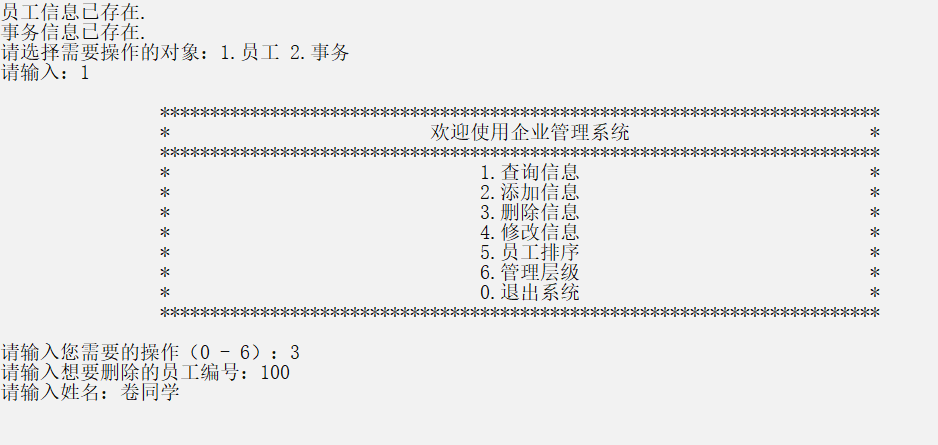 员工信息已存在.
事务信息已存在.
请选择需要操作的对象：1.员工 2.事务
请输入：1
************************************************************************
* 欢迎使用企业管理系统 *
************************************************************************
* 1.查询信息 *
* 2.添加信息 *
* 3.删除信息 *
* 4.修改信息 *
* 5.员工排序 *
* 6.管理层级 *
* 0.退出系统 *
************************************************************************
请输入您需要的操作（0 - 6）：3
请输入想要删除的员工编号：100
请输入姓名：卷同学